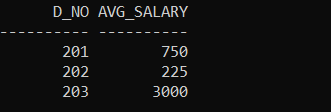 D_NO AVG_SALARY
---------- ----------
201 750
202 225
203 3000